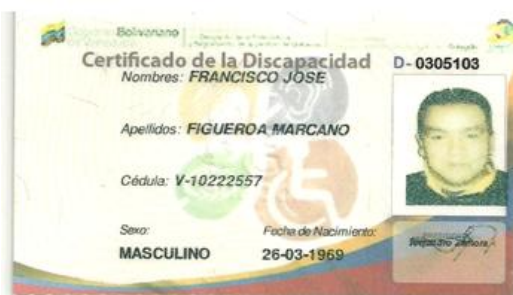 Bolivariano
Certificado de la Discapacidad
D- 0305103
Nombres: FRANCISCO JOSE
Apellidos: FIGUEROA MARCANO
Cédula: V-10222557
Sexo: Fecha de Nacimiento:
MASCULINO 26-03-1969